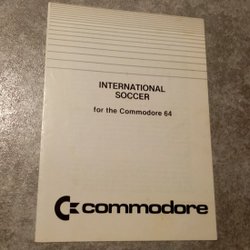 INTERNATIONAL
SOCCER
for the Commodore 64
commodore